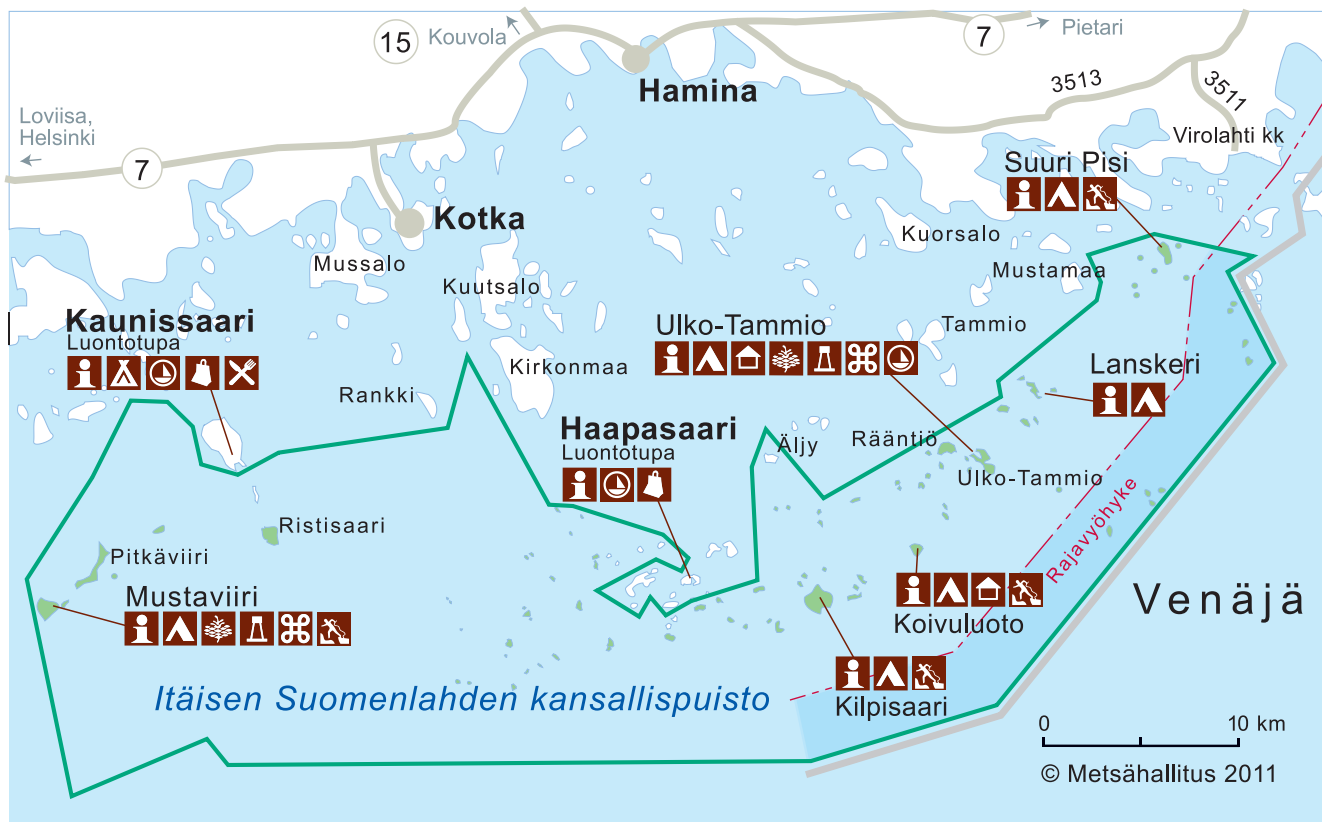 15
Kouvola
7
Pietari
Hamina
3513
3511
Loviisa,
Helsinki
7
Virolahti kk
Suuri Pisi
Kotka
Kuorsalo
Mussalo
Mustamaa
Kuutsalo
Kaunissaari
Luontotupa
Ulko-Tammio
Tammio
Kirkonmaa
Lanskeri
Rankki
Haapasaari
Luontotupa
Äljy
Rääntiö
Ulko-Tammio
Ristisaari
Rajavyöhyke
Pitkäviiri
Mustaviiri
Venäjä
Koivuluoto
Itäisen Suomenlahden kansallispuisto
Kilpisaari
0 10 km
© Metsähallitus 2011